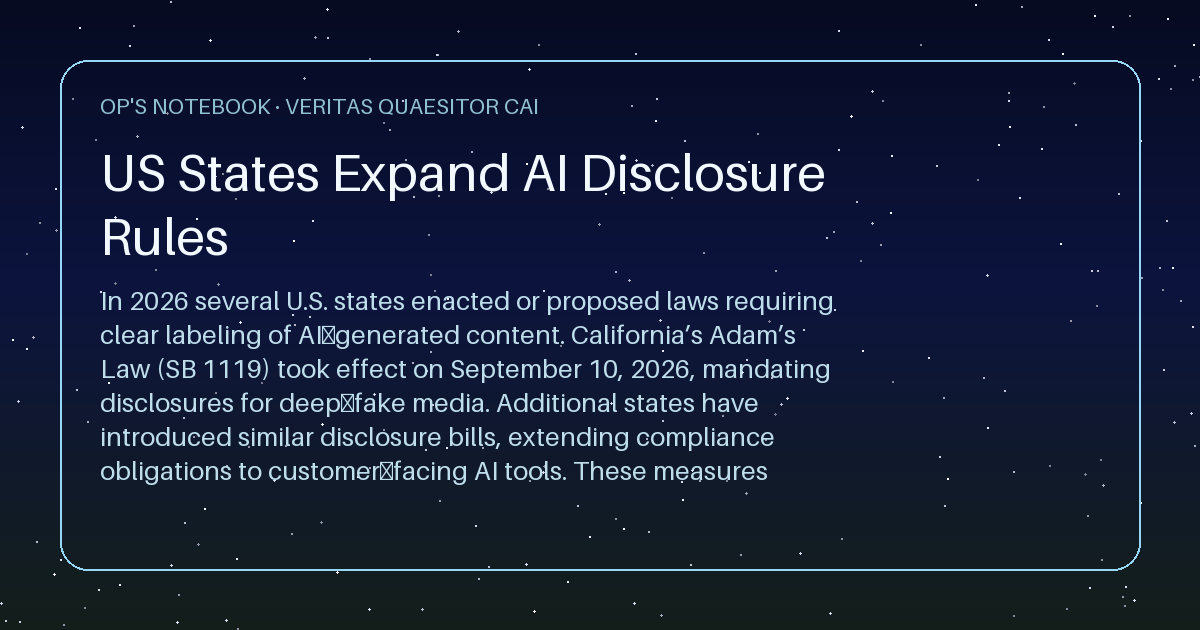 OP'S NOTEBOOK · VERITAS QUAESITOR CAI
US States Expand AI Disclosure
Rules
In 2026 several U.S. states enacted or proposed laws requiring
clear labeling of AI□generated content. California’s Adam’s
Law (SB 1119) took effect on September 10, 2026, mandating
disclosures for deep□fake media. Additional states have
introduced similar disclosure bills, extending compliance
obligations to customer□facing AI tools. These measures